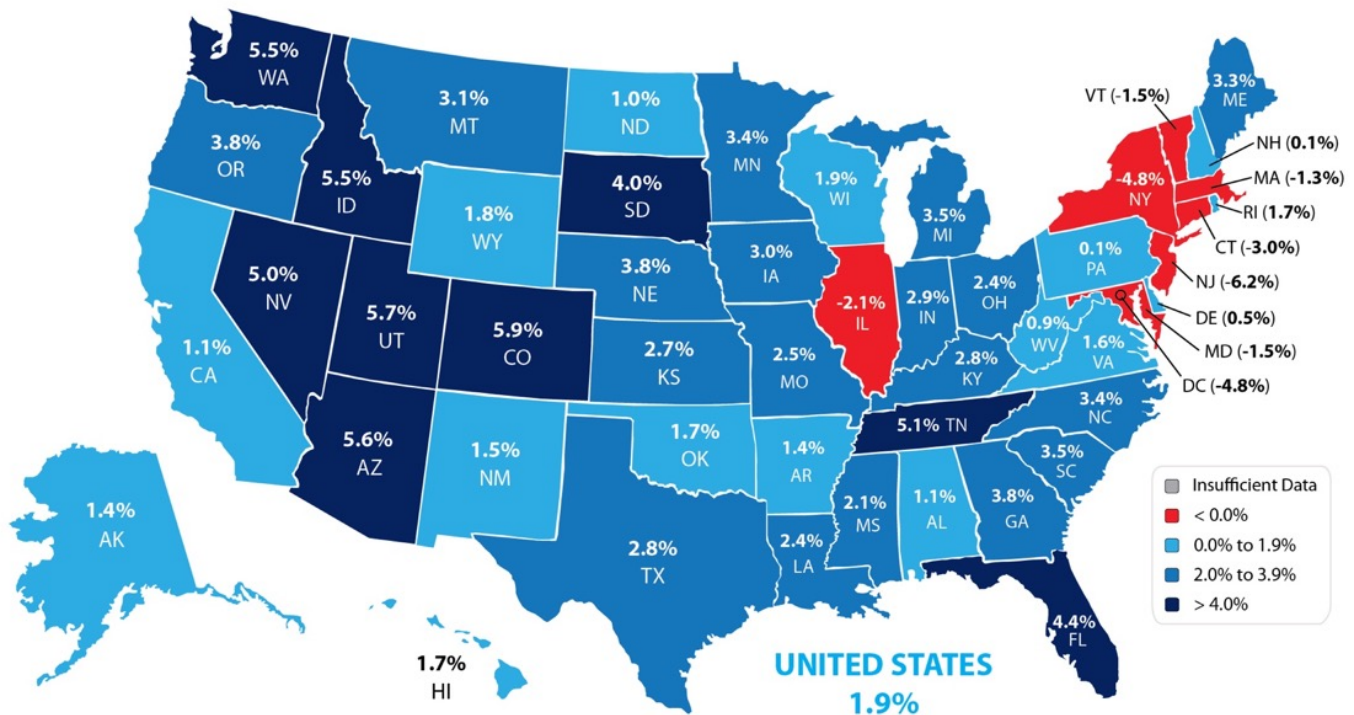 5.5%
WA
3.8%
OR
5.5%
ID
3.1%
MT
1.0%
ND
3.4%
MN
1.9%
WI
3.5%
MI
3.3%
ME
VT (-1.5%)
NH (0.1%)
MA (-1.3%)
RI (1.7%)
CT (-3.0%)
NJ (-6.2%)
DE (0.5%)
MD (-1.5%)
DC (-4.8%)
-4.8%
NY
0.1%
PA
4.0%
SD
1.8%
WY
5.0%
NV
5.7%
UT
5.9%
CO
3.8%
NE
3.0%
IA
-2.1%
IL
2.9%
IN
2.4%
OH
0.9%
WV
1.6%
VA
1.1%
CA
2.7%
KS
2.5%
MO
2.8%
KY
5.1% TN
3.4%
NC
3.5%
SC
5.6%
AZ
1.5%
NM
1.7%
OK
1.4%
AR
2.1%
MS
1.1%
AL
3.8%
GA
2.8%
TX
2.4%
LA
4.4%
FL
1.4%
AK
1.7%
HI
UNITED STATES
1.9%
Insufficient Data
< 0.0%
0.0% to 1.9%
2.0% to 3.9%
> 4.0%